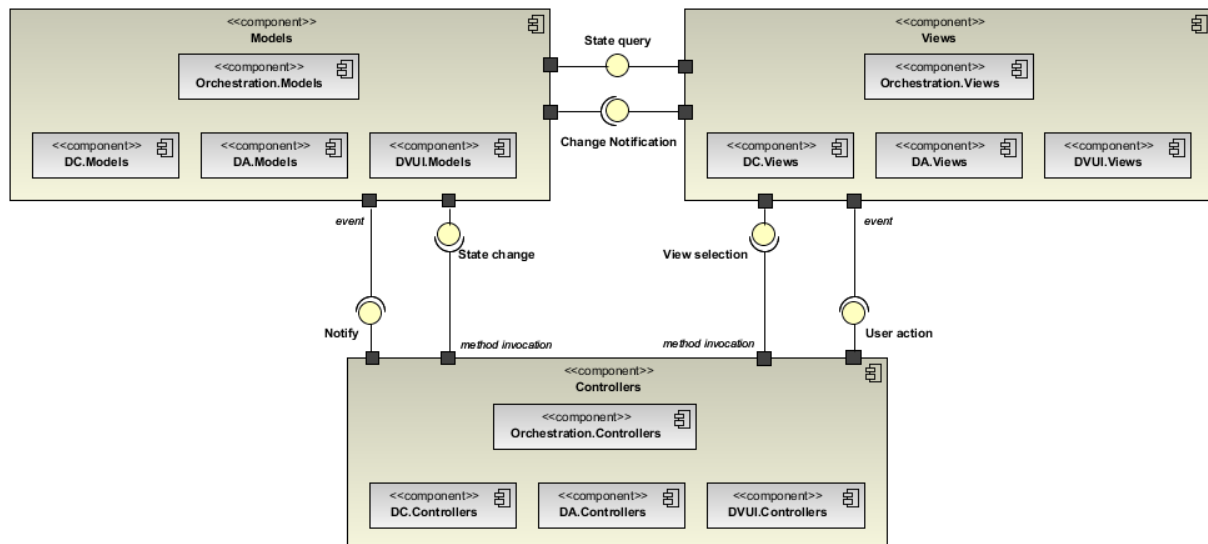 <<component>>
Models
<<component>>
Orchestration.Models
<<component>>
DC.Models
<<component>>
DA.Models
<<component>>
DVUI.Models
State query
Change Notification
<<component>>
Views
<<component>>
Orchestration.Views
<<component>>
DC.Views
<<component>>
DA.Views
<<component>>
DVUI.Views
event
State change
View selection
event
Notify
method invocation
method invocation
User action
<<component>>
Controllers
<<component>>
Orchestration.Controllers
<<component>>
DC.Controllers
<<component>>
DA.Controllers
<<component>>
DVUI.Controllers